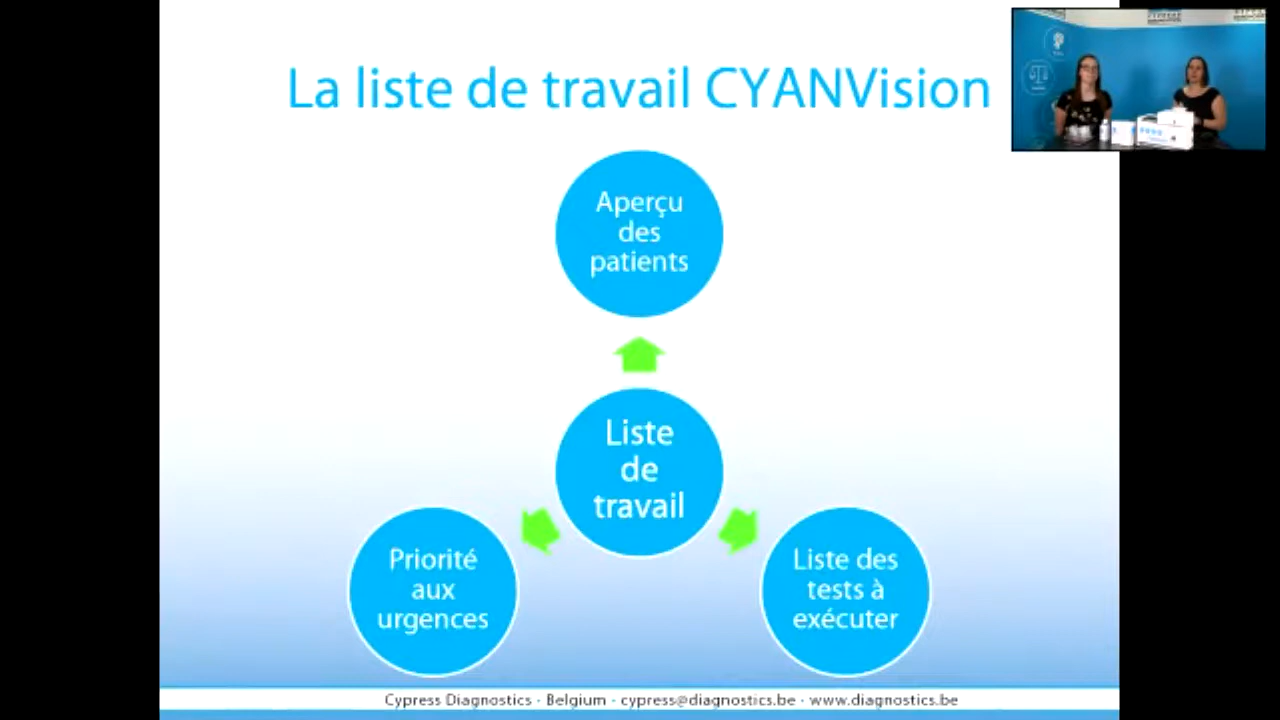 La liste de travail CYANVision
Aperçu
des
patients
Liste
de
travail
Priorité
aux
urgences
Liste des
tests à
exécuter
Cypress Diagnostics · Belgium · cypress@diagnostics.be · www.diagnostics.be
CYPRESS